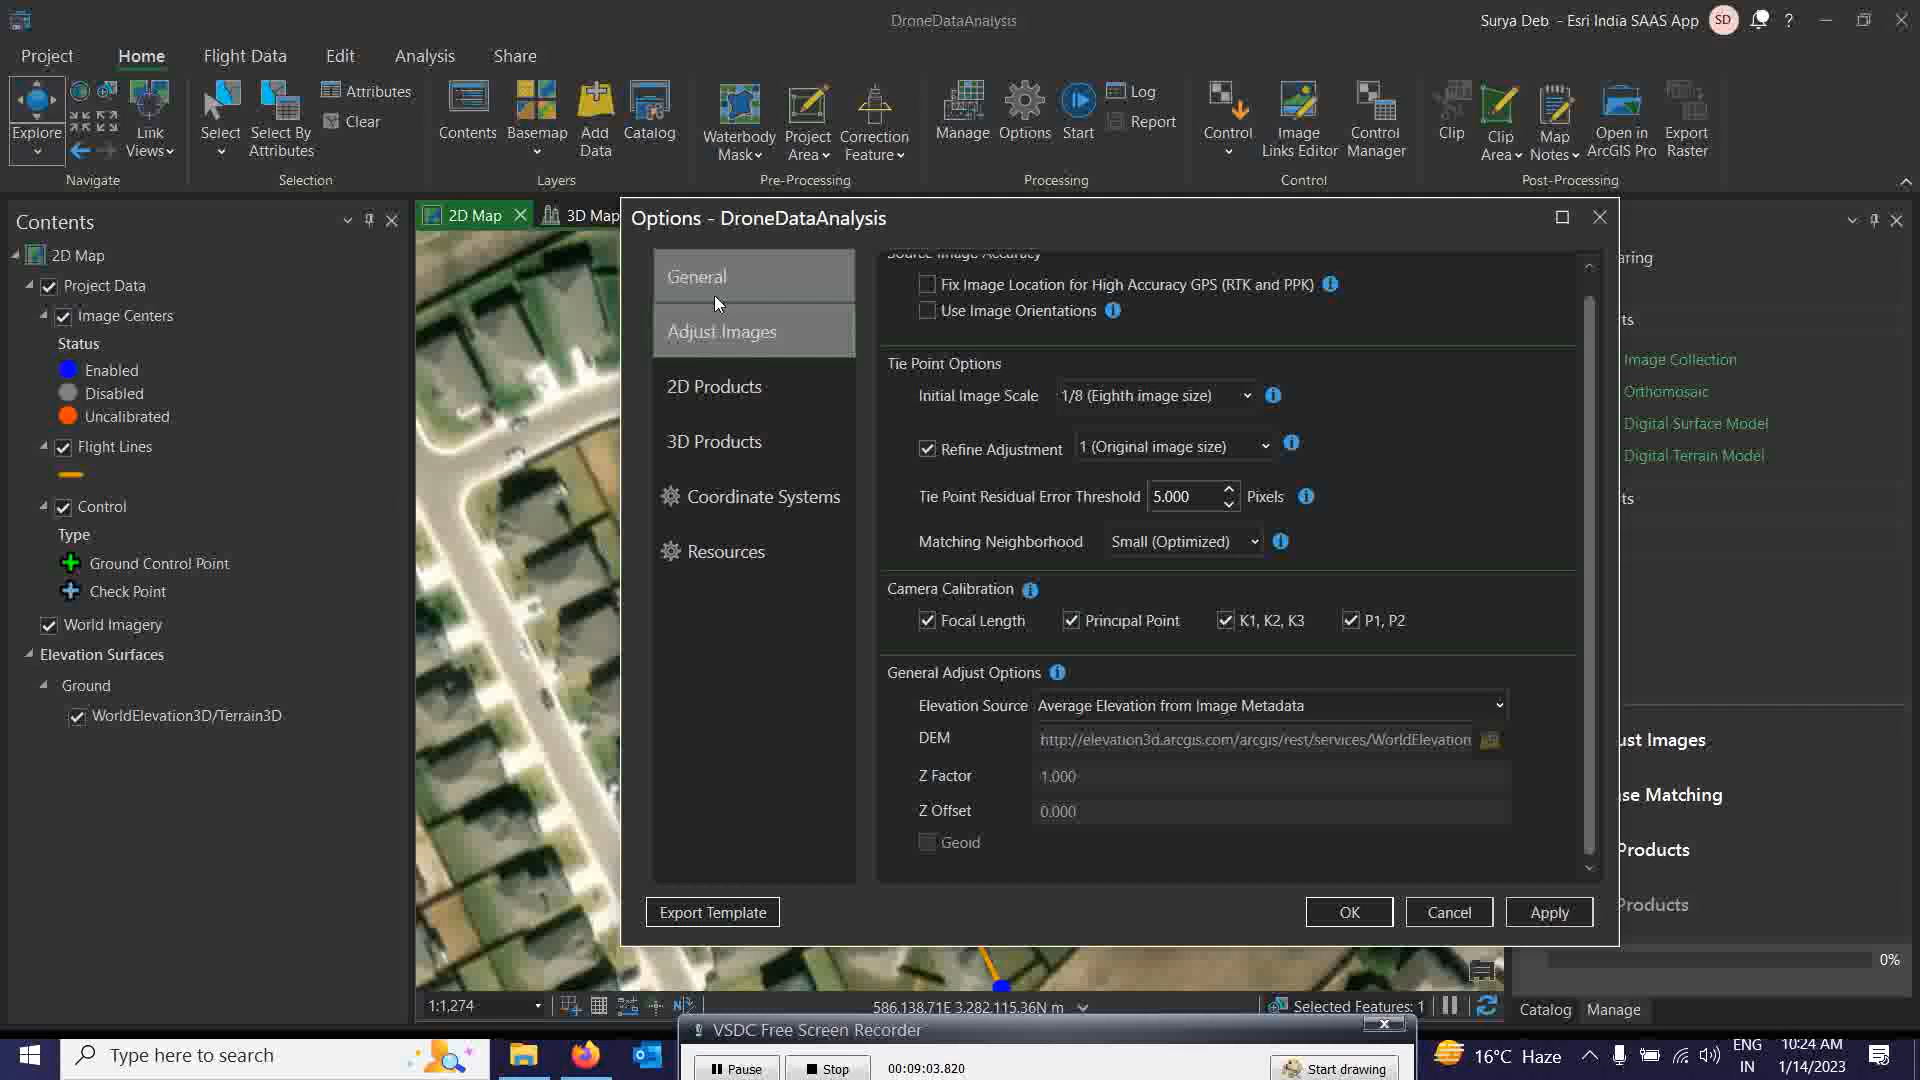 DroneDataAnalysis
Surya Deb - Esri India SAAS App
SD
?
Project
Home
Flight Data
Edit
Analysis
Share
Explore
Link Views
Navigate
Select
Select By Attributes
Attributes
Clear
Selection
Contents
Basemap
Add Data
Catalog
Layers
Waterbody Mask
Project Area
Correction Feature
Pre-Processing
Manage
Options
Start
Log
Report
Processing
Control
Image Links Editor
Control Manager
Control
Clip
Clip Area
Map Notes
Open in ArcGIS Pro
Export Raster
Post-Processing
Contents
2D Map
Project Data
Image Centers
Status
Enabled
Disabled
Uncalibrated
Flight Lines
Control
Type
Ground Control Point
Check Point
World Imagery
Elevation Surfaces
Ground
WorldElevation3D/Terrain3D
2D Map
3D Map
Options - DroneDataAnalysis
General
Adjust Images
2D Products
3D Products
Coordinate Systems
Resources
Source Image Accuracy
Fix Image Location for High Accuracy GPS (RTK and PPK)
Use Image Orientations
Tie Point Options
Initial Image Scale 1/8 (Eighth image size)
Refine Adjustment 1 (Original image size)
Tie Point Residual Error Threshold 5.000 Pixels
Matching Neighborhood Small (Optimized)
Camera Calibration
Focal Length Principal Point K1, K2, K3 P1, P2
General Adjust Options
Elevation Source Average Elevation from Image Metadata
DEM http://elevation3d.arcgis.com/arcgis/rest/services/WorldElevation
Z Factor 1.000
Z Offset 0.000
Geoid
Export Template
OK
Cancel
Apply
aring
ts
Image Collection
Orthomosaic
Digital Surface Model
Digital Terrain Model
ts
ust Images
se Matching
Products
Products
0%
Catalog
Manage
1:1,274
586,138.71E 3,282,115.36N m
Selected Features: 1
VSDC Free Screen Recorder
Pause
Stop
00:09:03.820
Start drawing
Type here to search
16°C Haze
ENG
IN
10:24 AM
1/14/2023